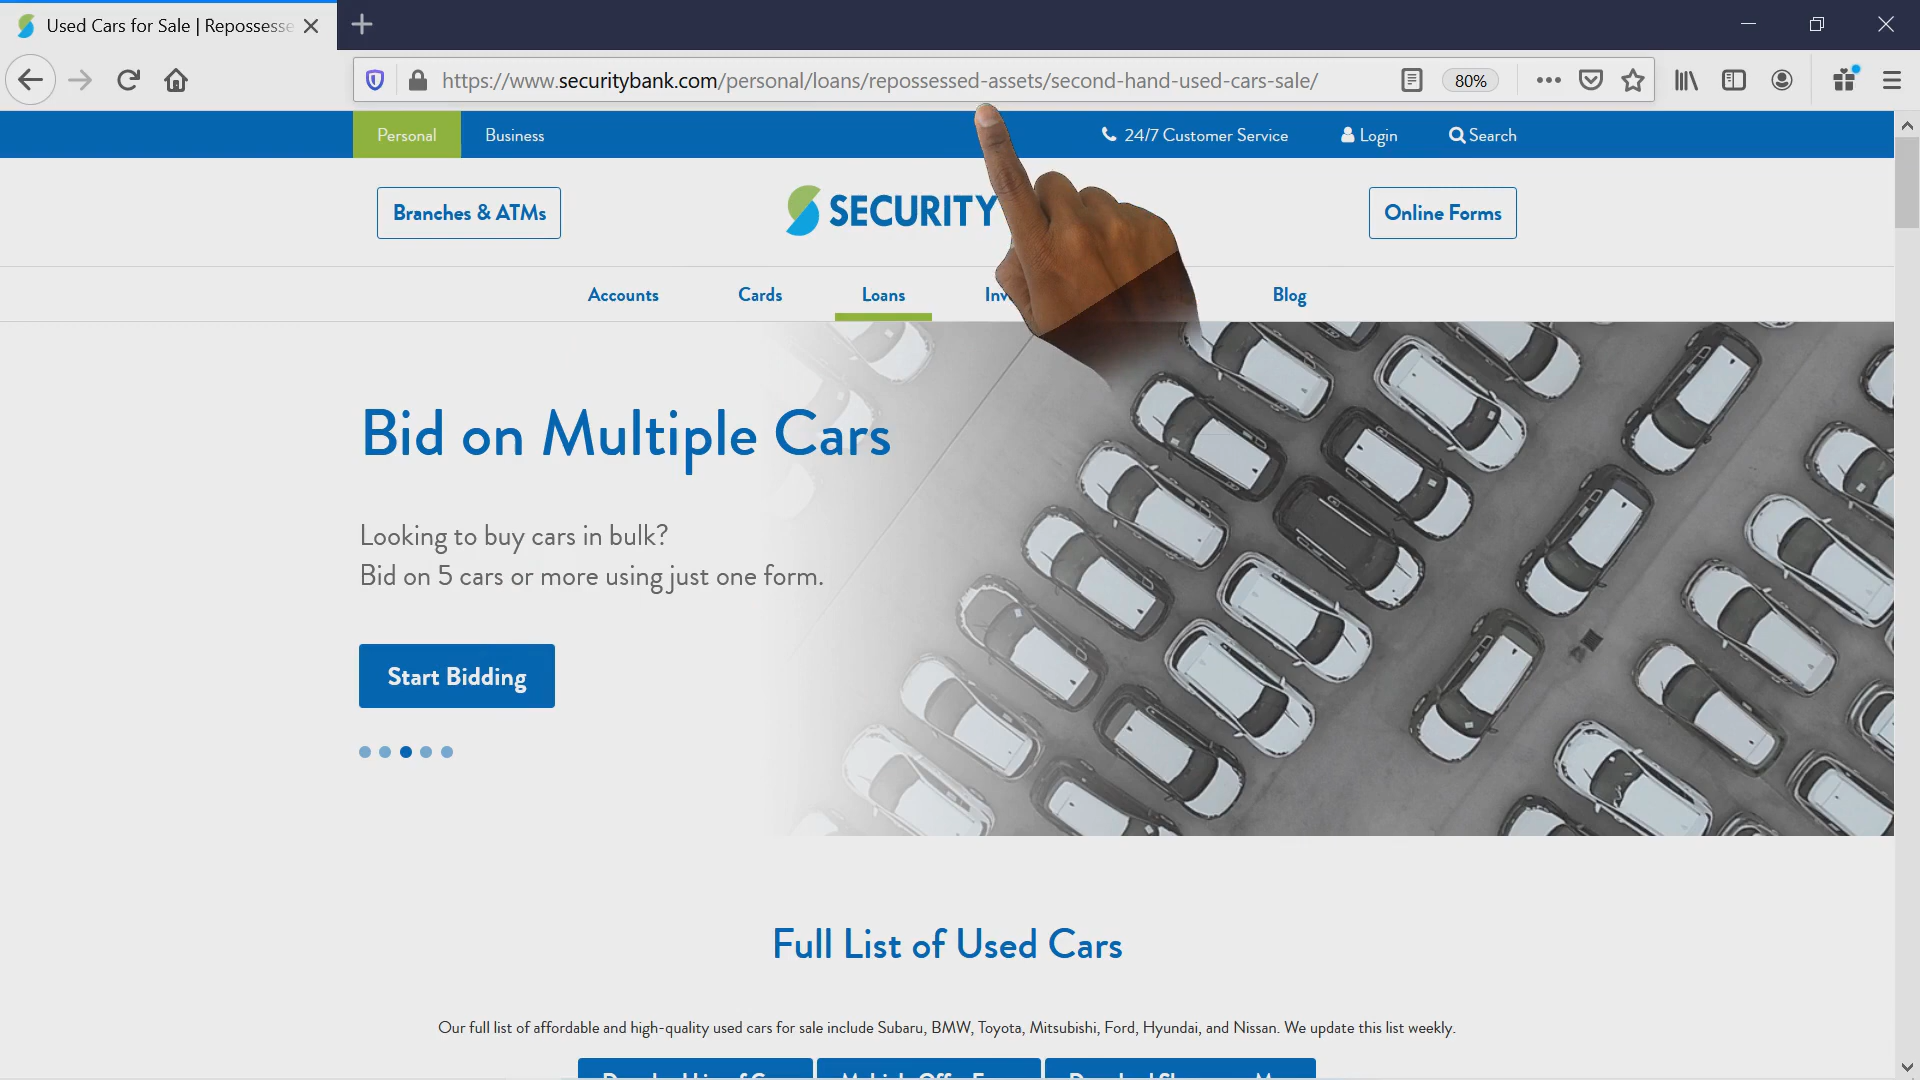 Used Cars for Sale | Repossesse
https://www.securitybank.com/personal/loans/repossessed-assets/second-hand-used-cars-sale/
80%
Personal
Business
24/7 Customer Service
Login
Search
Branches & ATMs
SECURITY
Online Forms
Accounts
Cards
Loans
Blog
Bid on Multiple Cars
Looking to buy cars in bulk?
Bid on 5 cars or more using just one form.
Start Bidding
Full List of Used Cars
Our full list of affordable and high-quality used cars for sale include Subaru, BMW, Toyota, Mitsubishi, Ford, Hyundai, and Nissan. We update this list weekly.